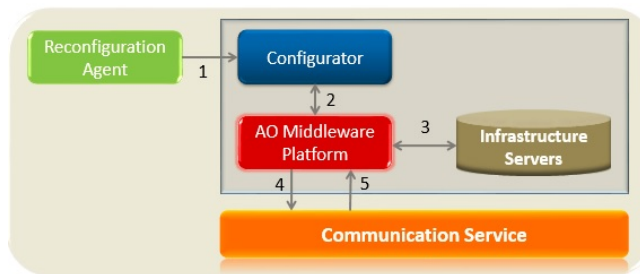 Reconfiguration
Agent
1
Configurator
2
AO Middleware
Platform
3
Infrastructure
Servers
4
5
Communication Service